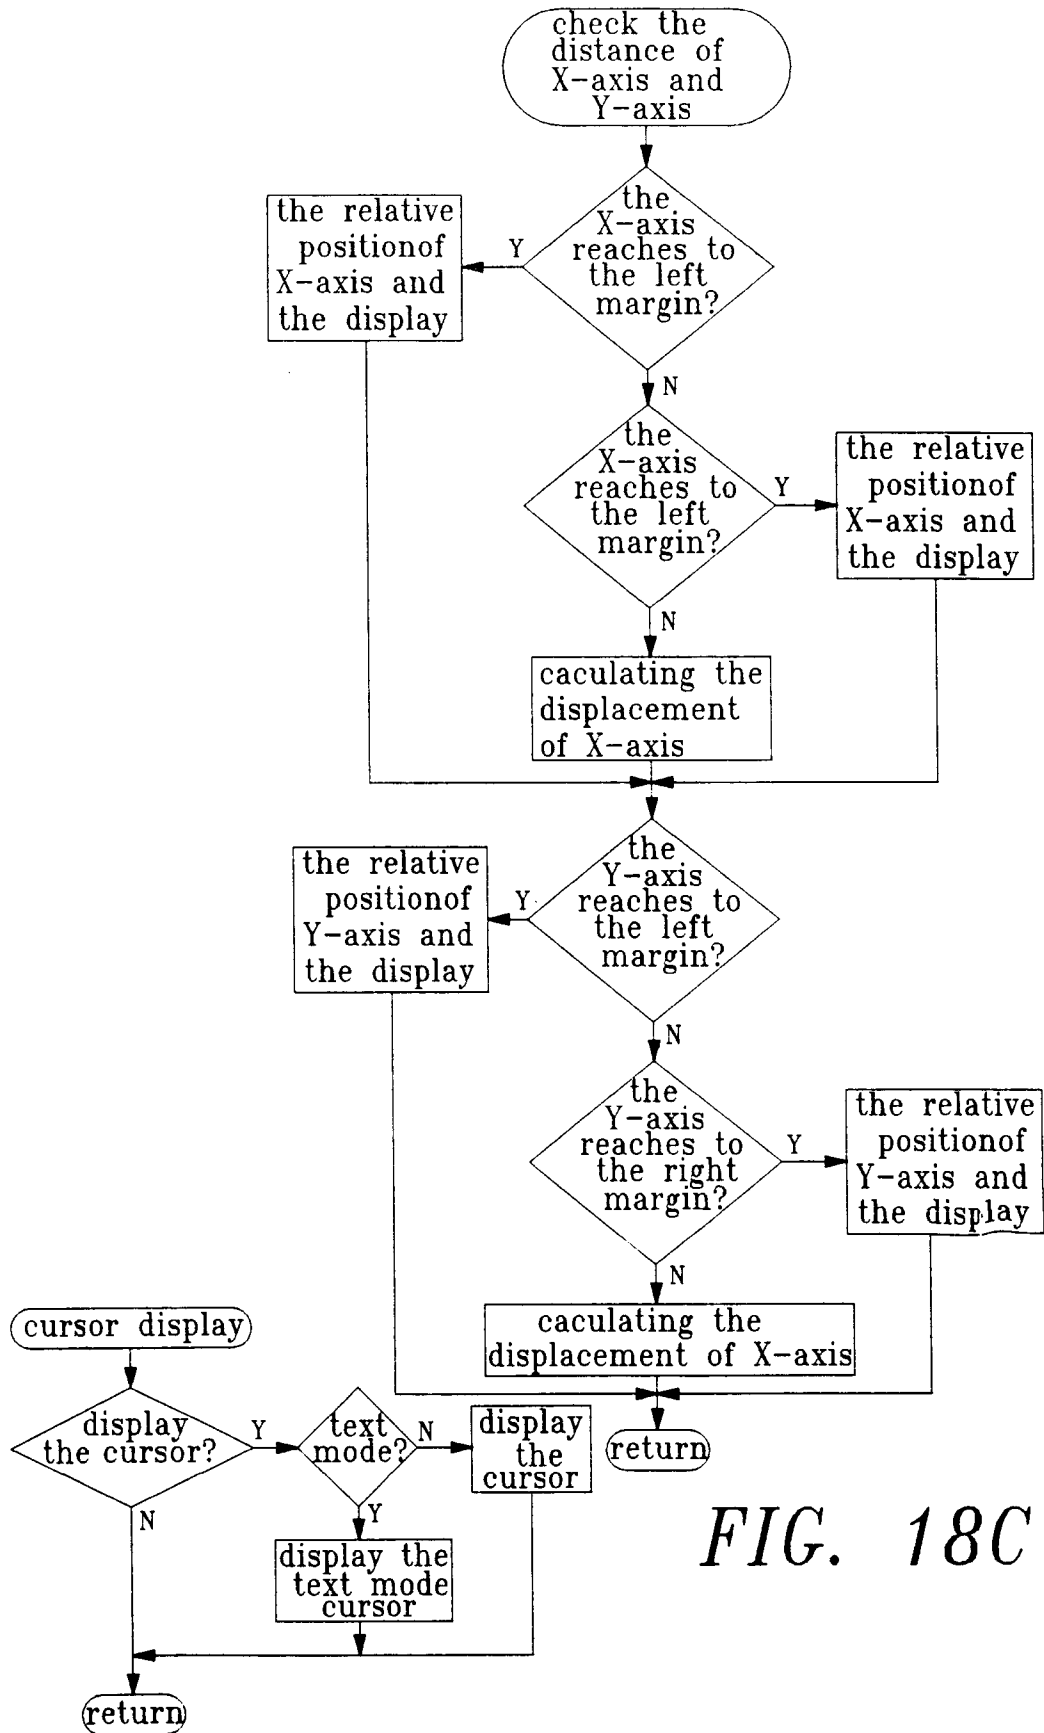 check the
distance of
X-axis and
Y-axis
the
X-axis
reaches to
the left
margin?
Y
the relative
positionof
X-axis and
the display
N
the
X-axis
reaches to
the left
margin?
Y
the relative
positionof
X-axis and
the display
N
caculating the
displacement
of X-axis
the
Y-axis
reaches to
the left
margin?
Y
the relative
positionof
Y-axis and
the display
N
the
Y-axis
reaches to
the right
margin?
Y
the relative
positionof
Y-axis and
the display
N
caculating the
displacement of X-axis
return
cursor display
display
the cursor?
Y
text
mode?
N
display
the
cursor
N
Y
display the
text mode
cursor
return
FIG. 18C